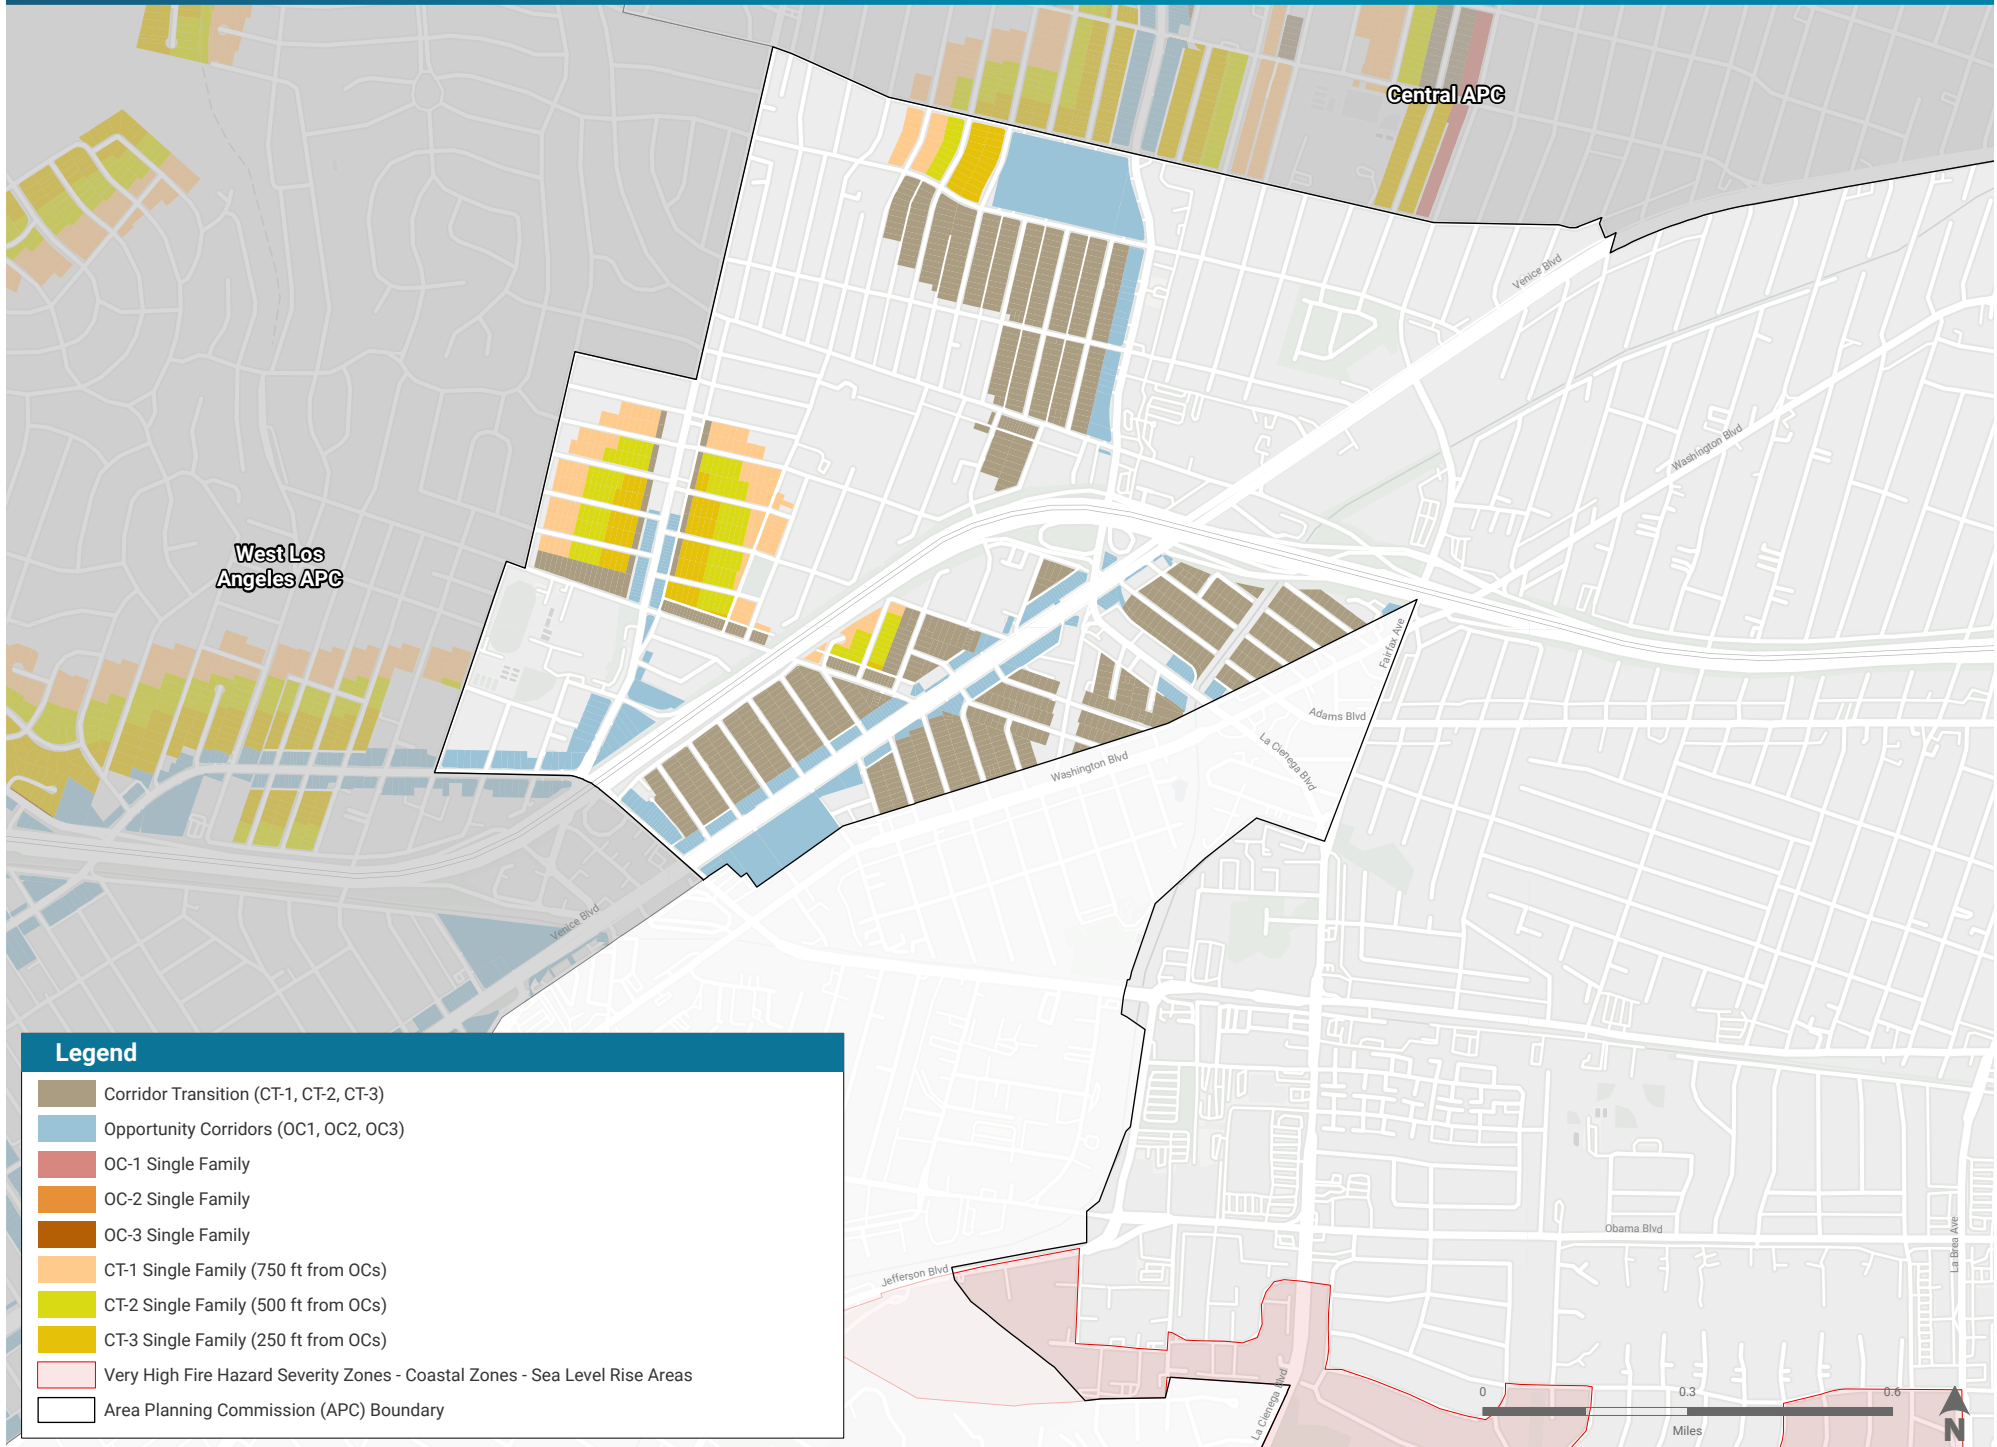 Central APC
Venice Blvd
Washington Blvd
West Los
Angeles APC
Fairfax Ave
Adams Blvd
La Cienega Blvd
Washington Blvd
Venice Blvd
Obama Blvd
La Brea Ave
Jefferson Blvd
La Cienega Blvd
Legend
Corridor Transition (CT-1, CT-2, CT-3)
Opportunity Corridors (OC1, OC2, OC3)
OC-1 Single Family
OC-2 Single Family
OC-3 Single Family
CT-1 Single Family (750 ft from OCs)
CT-2 Single Family (500 ft from OCs)
CT-3 Single Family (250 ft from OCs)
Very High Fire Hazard Severity Zones - Coastal Zones - Sea Level Rise Areas
Area Planning Commission (APC) Boundary
0 0.3 0.6
Miles
N